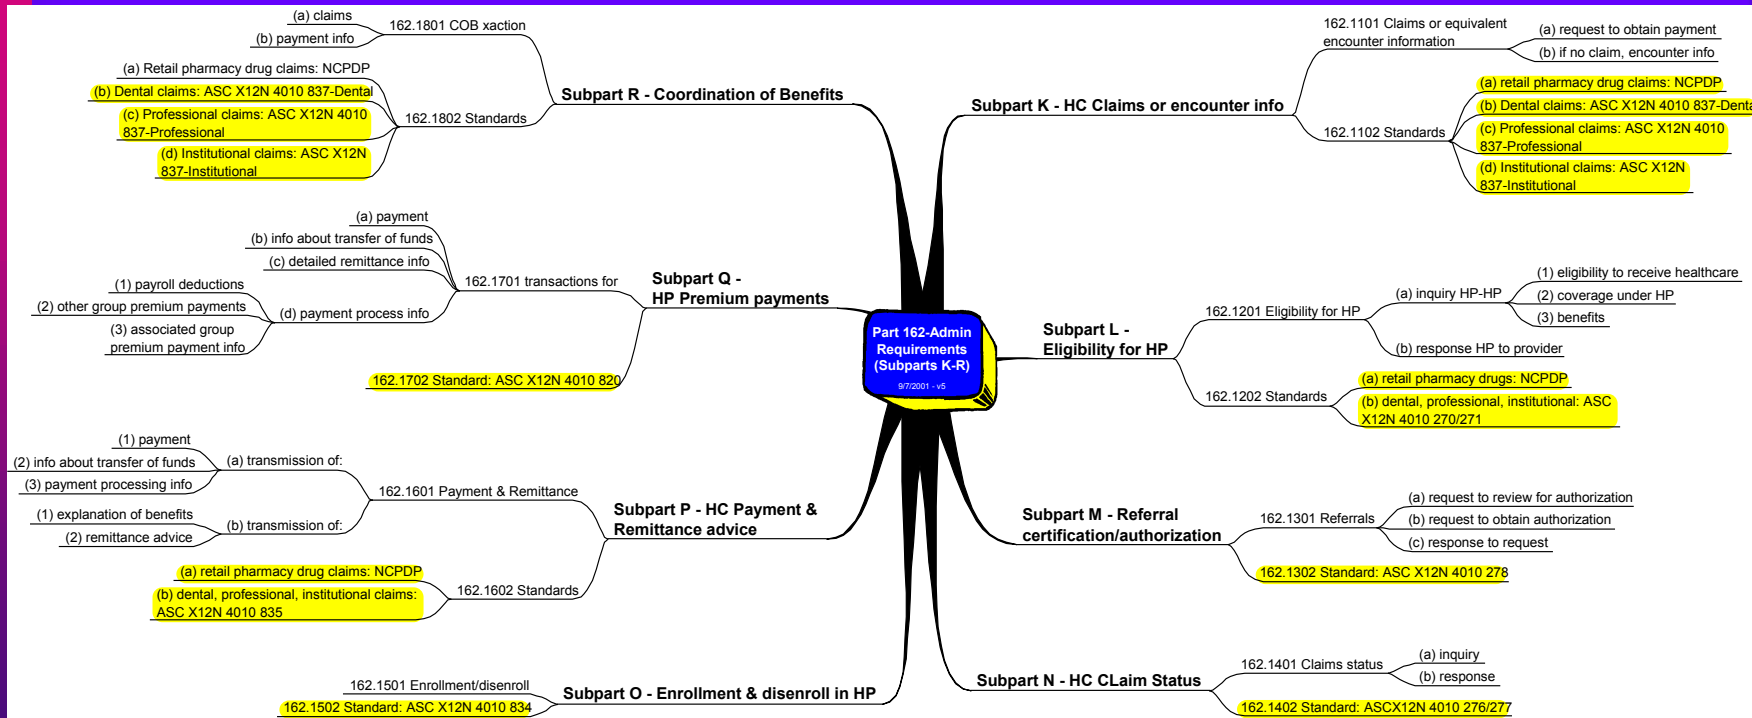 Part 162-Admin
Requirements
(Subparts K-R)
9/7/2001 - v5
Subpart K - HC Claims or encounter info
162.1101 Claims or equivalent
encounter information
(a) request to obtain payment
(b) if no claim, encounter info
162.1102 Standards
(a) retail pharmacy drug claims: NCPDP
(b) Dental claims: ASC X12N 4010 837-Denta
(c) Professional claims: ASC X12N 4010
837-Professional
(d) Institutional claims: ASC X12N
837-Institutional
Subpart L -
Eligibility for HP
162.1201 Eligibility for HP
(a) inquiry HP-HP
(1) eligibility to receive healthcare
(2) coverage under HP
(3) benefits
(b) response HP to provider
162.1202 Standards
(a) retail pharmacy drugs: NCPDP
(b) dental, professional, institutional: ASC
X12N 4010 270/271
Subpart M - Referral
certification/authorization
162.1301 Referrals
(a) request to review for authorization
(b) request to obtain authorization
(c) response to request
162.1302 Standard: ASC X12N 4010 278
Subpart N - HC CLaim Status
162.1401 Claims status
(a) inquiry
(b) response
162.1402 Standard: ASCX12N 4010 276/277
Subpart O - Enrollment & disenroll in HP
162.1501 Enrollment/disenroll
162.1502 Standard: ASC X12N 4010 834
Subpart P - HC Payment &
Remittance advice
162.1601 Payment & Remittance
(a) transmission of:
(1) payment
(2) info about transfer of funds
(3) payment processing info
(b) transmission of:
(1) explanation of benefits
(2) remittance advice
162.1602 Standards
(a) retail pharmacy drug claims: NCPDP
(b) dental, professional, institutional claims:
ASC X12N 4010 835
Subpart Q -
HP Premium payments
162.1701 transactions for
(a) payment
(b) info about transfer of funds
(c) detailed remittance info
(d) payment process info
(1) payroll deductions
(2) other group premium payments
(3) associated group
premium payment info
162.1702 Standard: ASC X12N 4010 820
Subpart R - Coordination of Benefits
162.1801 COB xaction
(a) claims
(b) payment info
162.1802 Standards
(a) Retail pharmacy drug claims: NCPDP
(b) Dental claims: ASC X12N 4010 837-Dental
(c) Professional claims: ASC X12N 4010
837-Professional
(d) Institutional claims: ASC X12N
837-Institutional